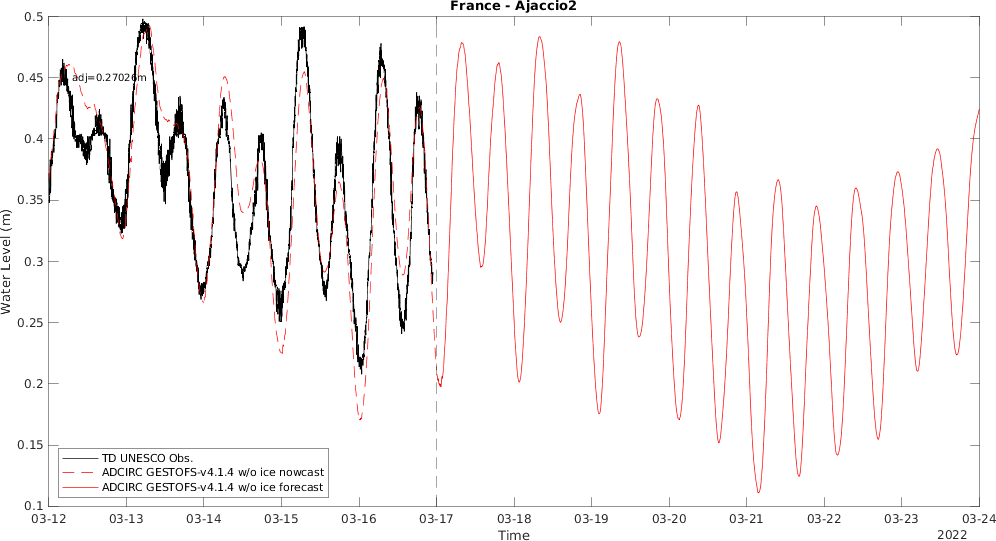 France - Ajaccio2
0.5
0.45
0.4
0.35
0.3
0.25
0.2
0.15
0.1
Water Level (m)
adj=0.27026m
TD UNESCO Obs.
ADCIRC GESTOFS-v4.1.4 w/o ice nowcast
ADCIRC GESTOFS-v4.1.4 w/o ice forecast
03-12 03-13 03-14 03-15 03-16 03-17 03-18 03-19 03-20 03-21 03-22 03-23 03-24
Time
2022